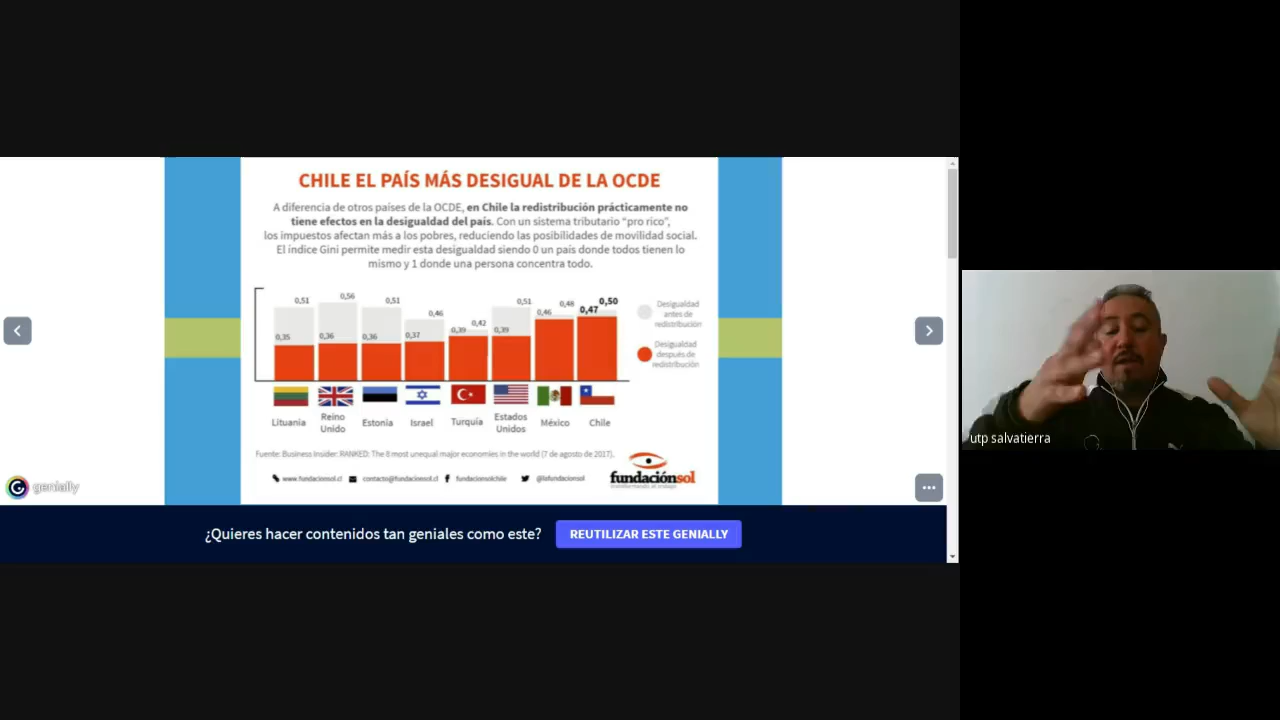 CHILE EL PAÍS MÁS DESIGUAL DE LA OCDE
A diferencia de otros países de la OCDE, en Chile la redistribución prácticamente no
tiene efectos en la desigualdad del país. Con un sistema tributario “pro rico”,
los impuestos afectan más a los pobres, reduciendo las posibilidades de movilidad social.
El índice Gini permite medir esta desigualdad siendo 0 un país donde todos tienen lo
mismo y 1 donde una persona concentra todo.
0,51
0,35
0,56
0,36
0,51
0,36
0,46
0,37
0,42
0,39
0,51
0,39
0,48
0,46
0,50
0,47
Desigualdad
antes de
redistribución
Desigualdad
después de
redistribución
Lituania
Reino
Unido
Estonia
Israel
Turquía
Estados
Unidos
México
Chile
Fuente: Business Insider: RANKED: The 8 most unequal major economies in the world (7 de agosto de 2017).
www.fundacionsol.cl
contacto@fundacionsol.cl
fundacionsolchile
@lafundacionsol
fundaciónsol
transformando el trabajo
genially
¿Quieres hacer contenidos tan geniales como este?
REUTILIZAR ESTE GENIALLY
utp salvatierra